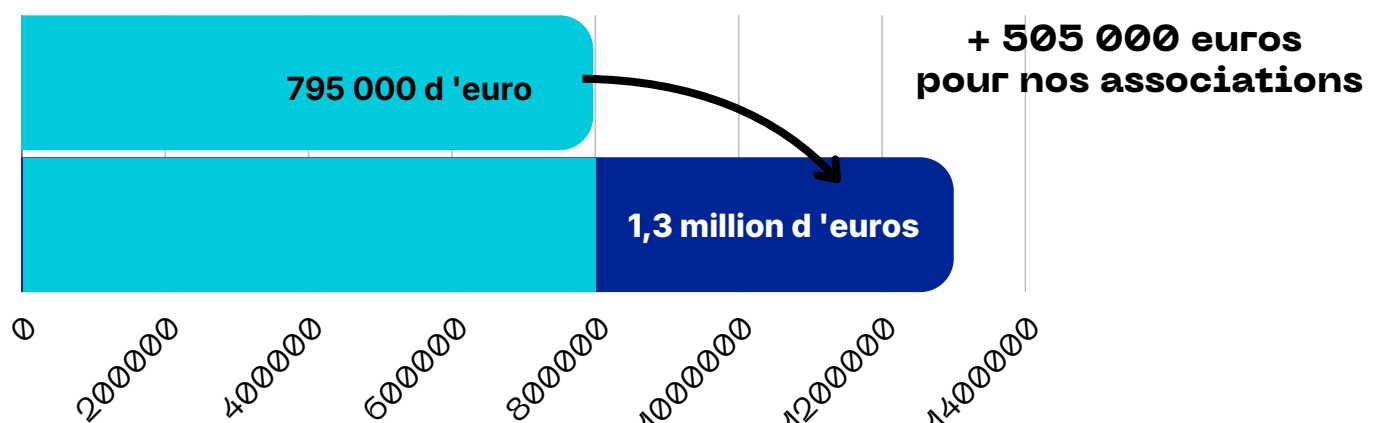 + 505 000 euros
pour nos associations
795 000 d 'euro
1,3 million d 'euros
0
200000
400000
600000
800000
1000000
1200000
1400000